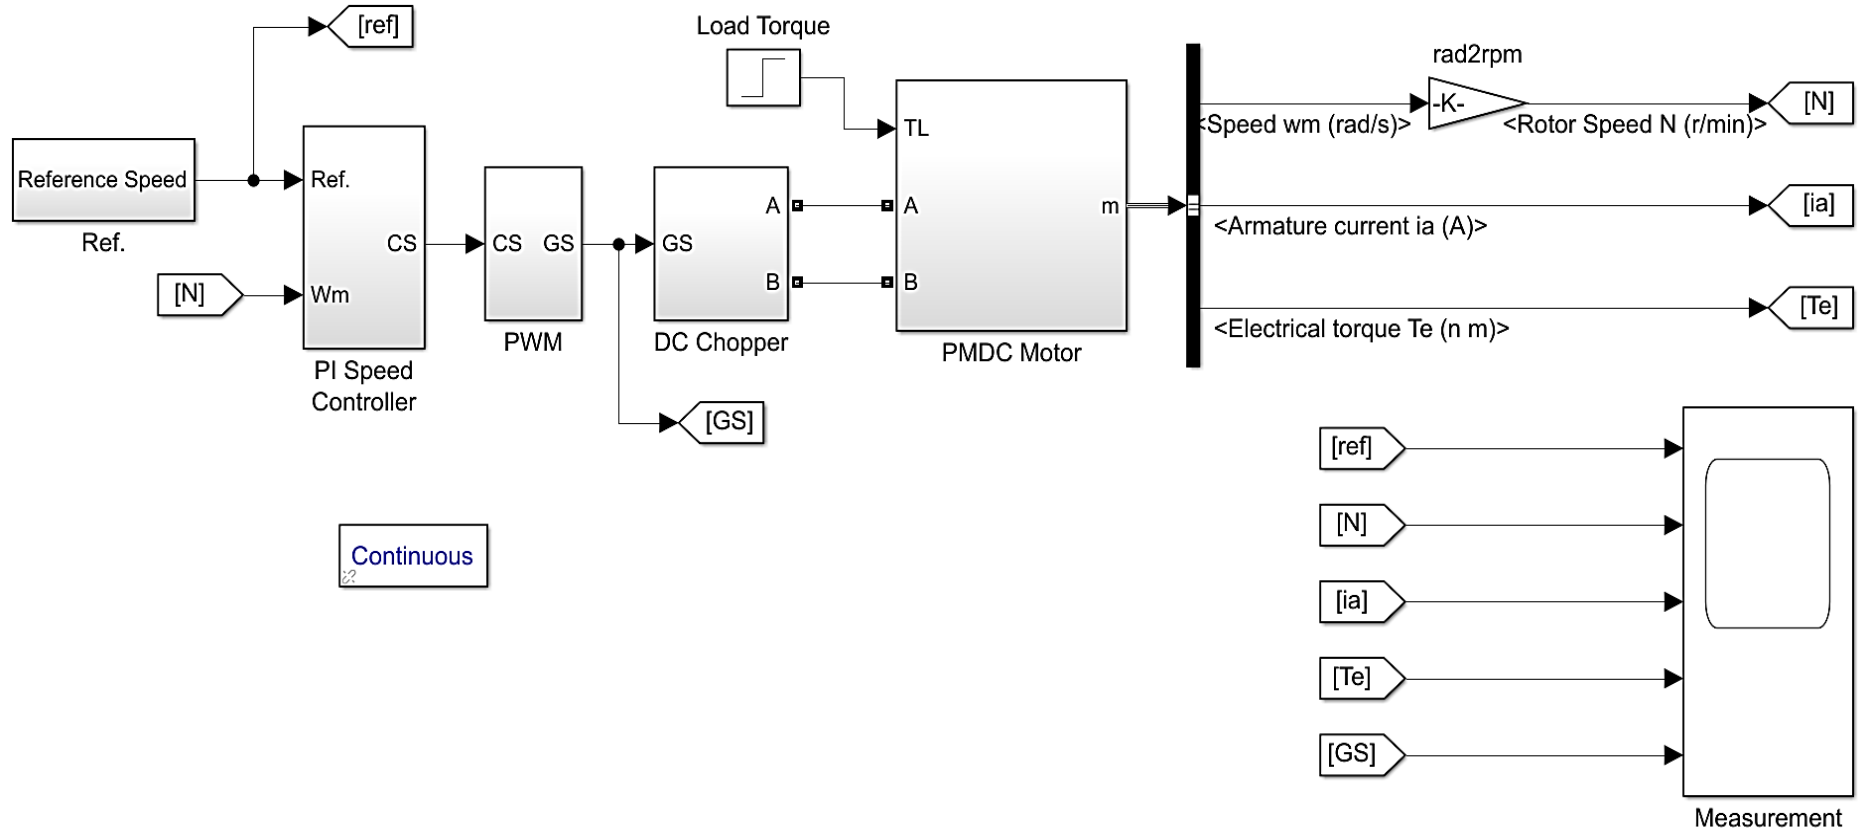 [ref]
Load Torque
rad2rpm
-K-
[N]
<Speed wm (rad/s)>
<Rotor Speed N (r/min)>
TL
Reference Speed
Ref.
Ref.
[N]
Wm
CS
PI Speed
Controller
CS
GS
PWM
GS
A
B
DC Chopper
A
B
m
PMDC Motor
[ia]
<Armature current ia (A)>
[Te]
<Electrical torque Te (n m)>
[GS]
Continuous
[ref]
[N]
[ia]
[Te]
[GS]
Measurement